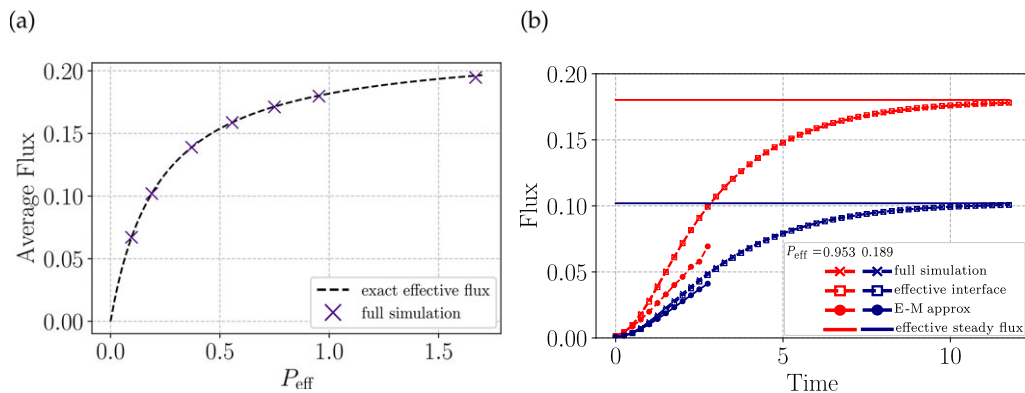 (a)
0.20
0.15
0.10
0.05
0.00
Average Flux
0.0 0.5 1.0 1.5
P_eff
exact effective flux
full simulation
(b)
0.20
0.15
0.10
0.05
0.00
Flux
0 5 10
Time
P_eff =0.953 0.189
full simulation
effective interface
E-M approx
effective steady flux